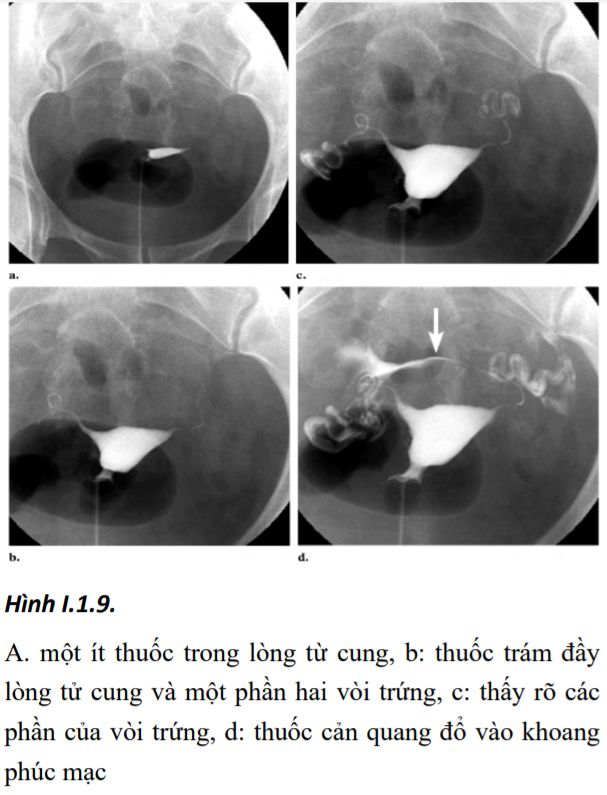 a.
c.
b.
d.
Hình I.1.9.
A. một ít thuốc trong lòng từ cung, b: thuốc trám đầy
lòng tử cung và một phần hai vòi trứng, c: thấy rõ các
phần của vòi trứng, d: thuốc cản quang đổ vào khoang
phúc mạc